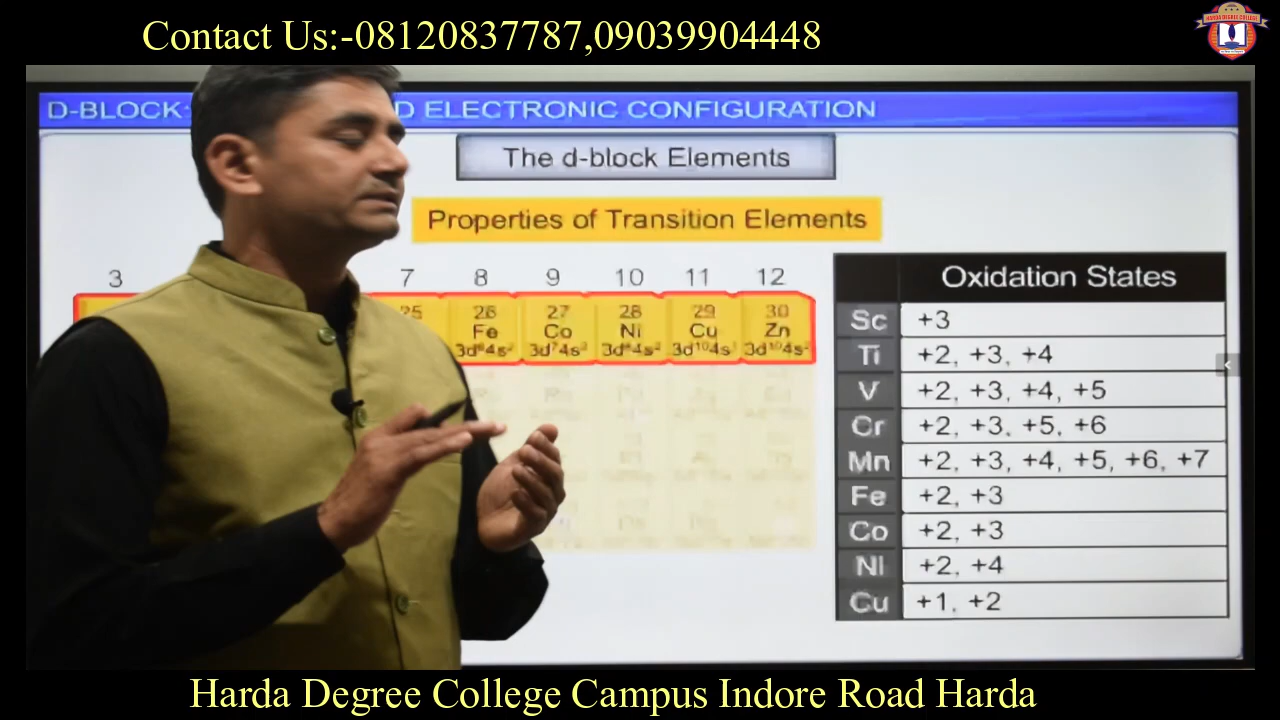 Contact Us:-08120837787,09039904448
HARDA DEGREE COLLEGE
D-BLOCK: D ELECTRONIC CONFIGURATION
The d-block Elements
Properties of Transition Elements
3 7 8 9 10 11 12
25 26 27 28 29 30
Fe Co Ni Cu Zn
3d⁶4s² 3d⁷4s² 3d⁸4s² 3d¹⁰4s¹ 3d¹⁰4s²
Oxidation States
Sc +3
Ti +2, +3, +4
V +2, +3, +4, +5
Cr +2, +3, +5, +6
Mn +2, +3, +4, +5, +6, +7
Fe +2, +3
Co +2, +3
Ni +2, +4
Cu +1, +2
Harda Degree College Campus Indore Road Harda